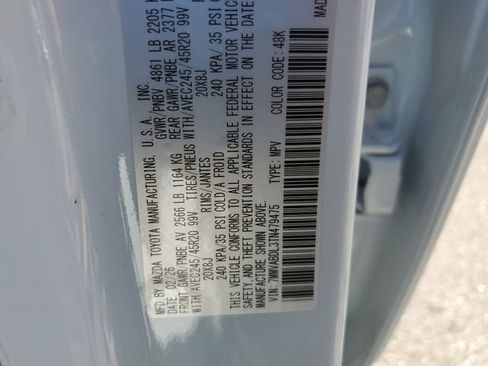 MFD BY MAZDA TOYOTA MANUFACTURING, U.S.A., INC.
DATE: 02/26 GVWR/PNBV 4861 LB 2205 K
FRONT GAWR/PNBE AV 2566 LB 1164 KG REAR GAWR/PNBE AR 2377 L
WITH/AVEC245/45R20 99V TIRES/PNEUS WITH/AVEC245/45R20 99V
20X8J RIMS/JANTES 20X8J
240 KPA/35 PSI COLD/A FROID 240 KPA/ 35 PSI
THIS VEHICLE CONFORMS TO ALL APPLICABLE FEDERAL MOTOR VEHIC
SAFETY, AND THEFT PREVENTION STANDARDS IN EFFECT ON THE DA
MANUFACTURE SHOWN ABOVE.
VIN: TYPE: MPV COLOR CODE: 48K
MADE